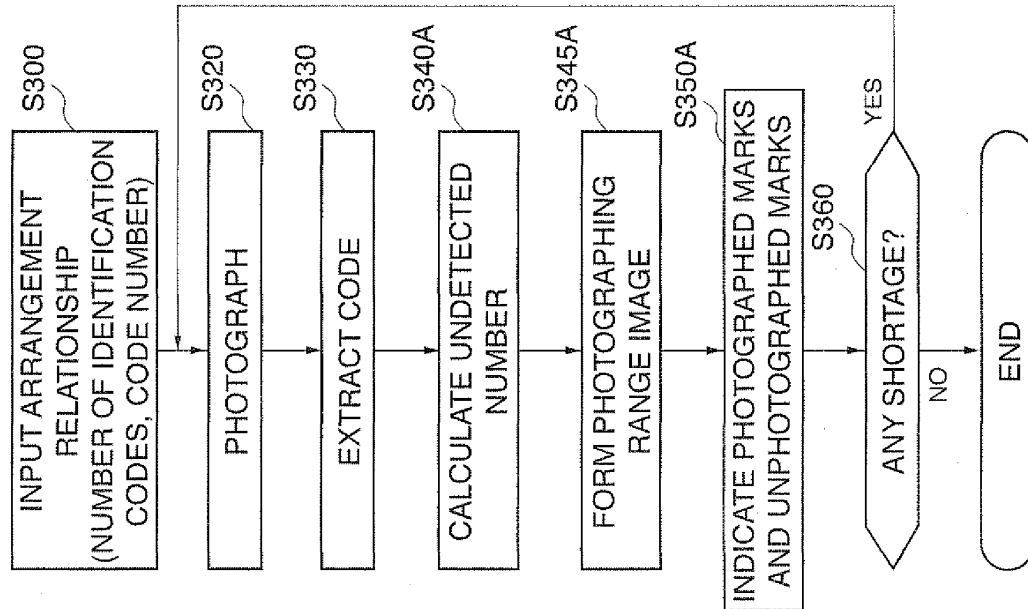 S300
INPUT ARRANGEMENT
RELATIONSHIP
(NUMBER OF IDENTIFICATION
CODES, CODE NUMBER)
S320
PHOTOGRAPH
S330
EXTRACT CODE
S340A
CALCULATE UNDETECTED
NUMBER
S345A
FORM PHOTOGRAPHING
RANGE IMAGE
S350A
INDICATE PHOTOGRAPHED MARKS
AND UNPHOTOGRAPHED MARKS
S360
ANY SHORTAGE?
YES
NO
END